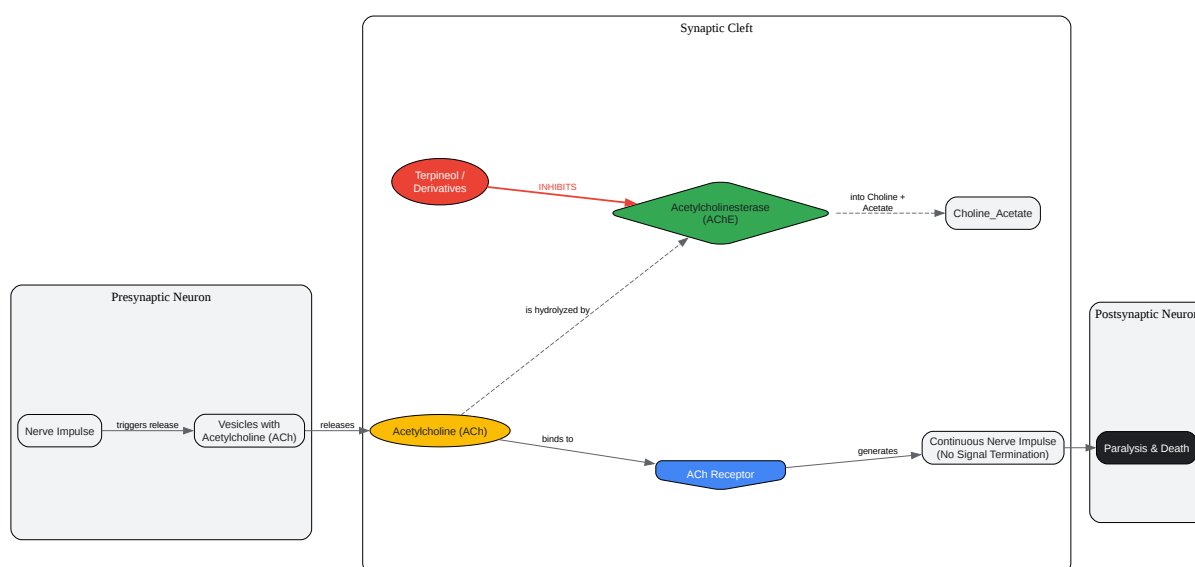 Synaptic Cleft
Terpineol /
Derivatives
INHIBITS
Acetylcholinesterase
(AChE)
into Choline +
Acetate
Choline_Acetate
is hydrolyzed by
Presynaptic Neuron
Postsynaptic Neuron
Nerve Impulse
triggers release
Vesicles with
Acetylcholine (ACh)
releases
Acetylcholine (ACh)
binds to
ACh Receptor
generates
Continuous Nerve Impulse
(No Signal Termination)
Paralysis & Death